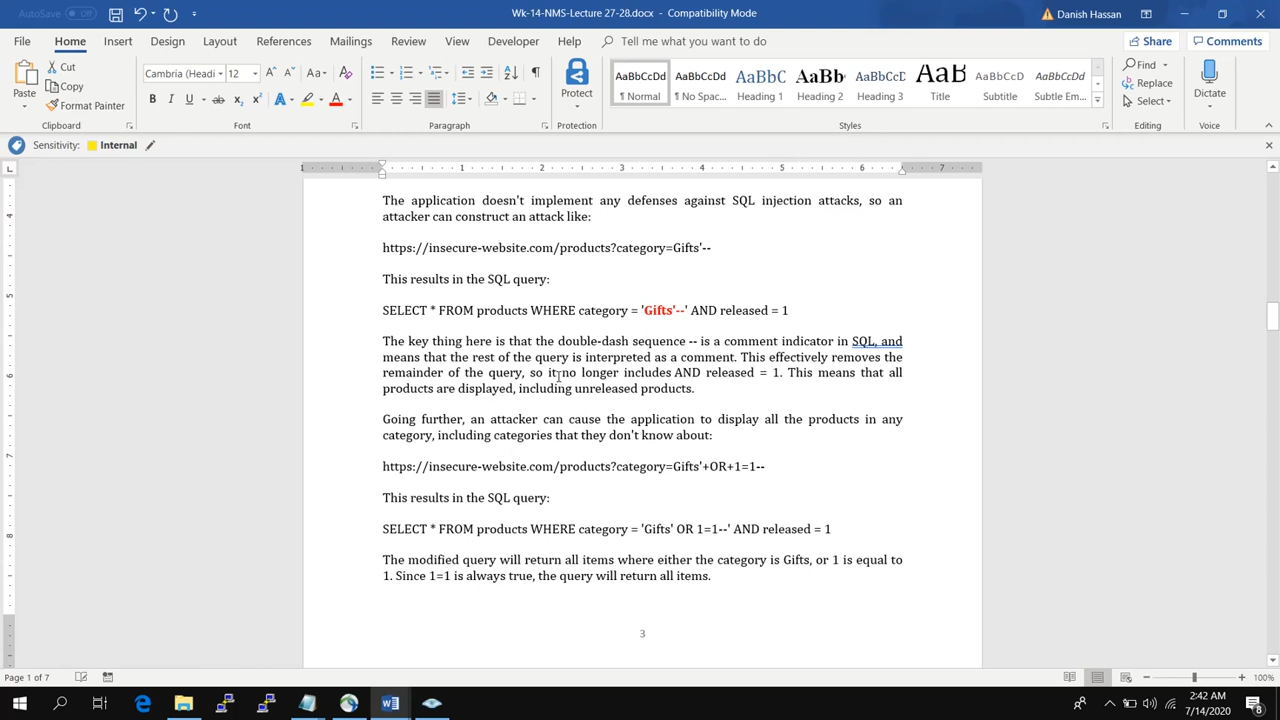 AutoSave Off
Wk-14-NMS-Lecture 27-28.docx - Compatibility Mode
Danish Hassan
File Home Insert Draw Design Layout References Mailings Review View Developer Help Tell me what you want to do Share Comments
Paste Cut Copy Format Painter Clipboard
Cambria (Headi 12 Font
Paragraph
Protect Protection
AaBbCcDd AaBbCcDd AaBbC AaBb AaBbCcD AaB AaBbCcD AaBbCcDd
¶ Normal ¶ No Spac... Heading 1 Heading 2 Heading 3 Title Subtitle Subtle Em...
Styles
Find Replace Select Editing
Dictate Voice
Sensitivity: Internal
The application doesn't implement any defenses against SQL injection attacks, so an
attacker can construct an attack like:
https://insecure-website.com/products?category=Gifts'--
This results in the SQL query:
SELECT * FROM products WHERE category = 'Gifts'--' AND released = 1
The key thing here is that the double-dash sequence -- is a comment indicator in SQL, and
means that the rest of the query is interpreted as a comment. This effectively removes the
remainder of the query, so it no longer includes AND released = 1. This means that all
products are displayed, including unreleased products.
Going further, an attacker can cause the application to display all the products in any
category, including categories that they don't know about:
https://insecure-website.com/products?category=Gifts'+OR+1=1--
This results in the SQL query:
SELECT * FROM products WHERE category = 'Gifts' OR 1=1--' AND released = 1
The modified query will return all items where either the category is Gifts, or 1 is equal to
1. Since 1=1 is always true, the query will return all items.
3
Page 1 of 7
100%
2:42 AM
7/14/2020
8